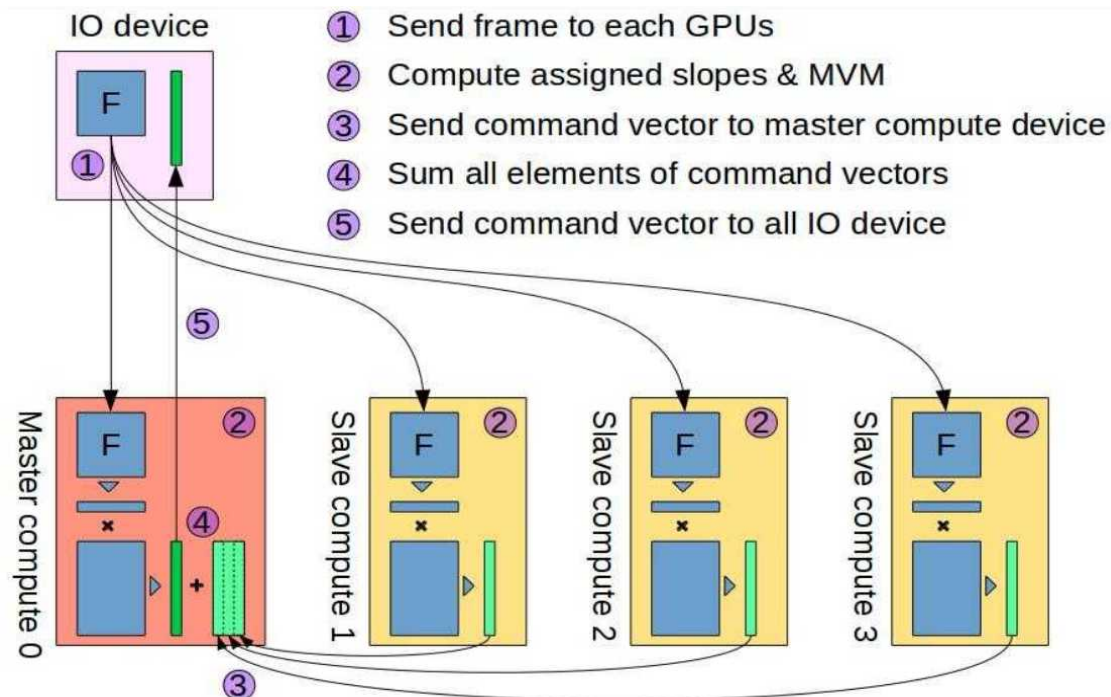 IO device
F
1
5
1 Send frame to each GPUs
2 Compute assigned slopes & MVM
3 Send command vector to master compute device
4 Sum all elements of command vectors
5 Send command vector to all IO device
Master compute 0
F
2
×
4
+
3
Slave compute 1
F
2
×
Slave compute 2
F
2
×
Slave compute 3
F
2
×